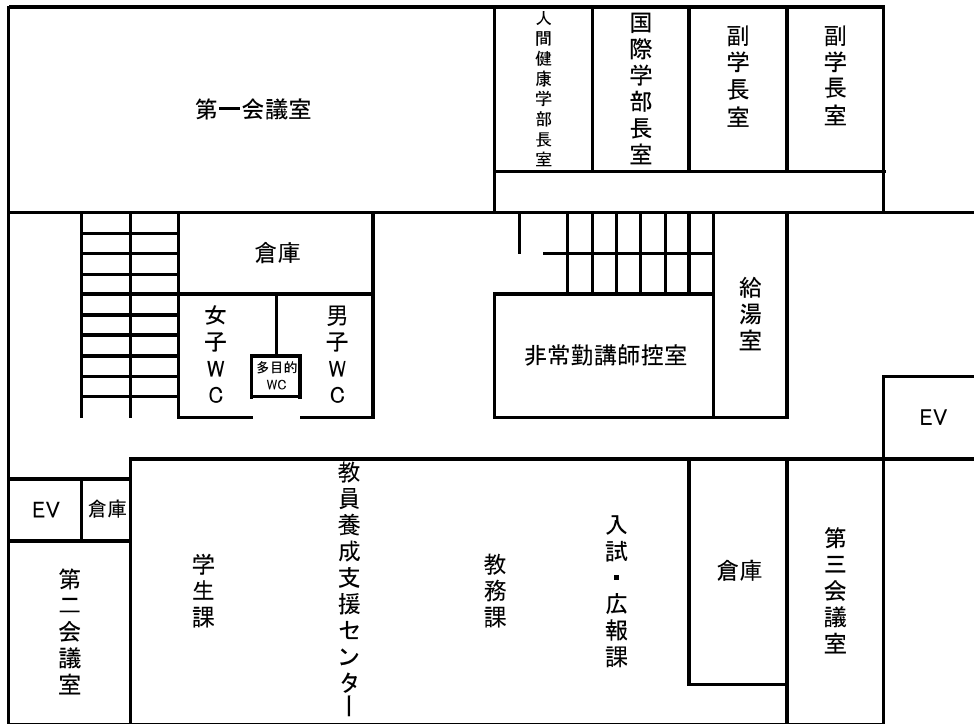 第一会議室
人間健康学部長室
国際学部長室
副学長室
副学長室
倉庫
女子WC
多目的
WC
男子WC
非常勤講師控室
給湯室
EV
EV
倉庫
第二会議室
学生課
教員養成支援センター
教務課
入試・広報課
倉庫
第三会議室